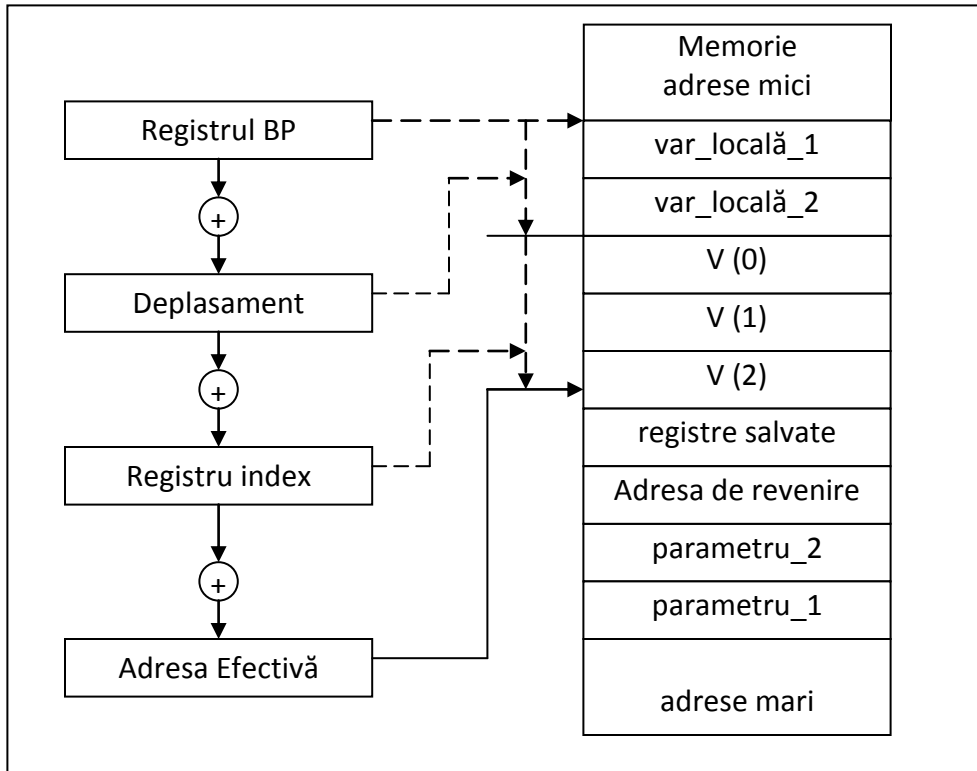 Registrul BP
+
Deplasament
+
Registru index
+
Adresa Efectivă
Memorie
adrese mici
var_locală_1
var_locală_2
V (0)
V (1)
V (2)
registre salvate
Adresa de revenire
parametru_2
parametru_1
adrese mari